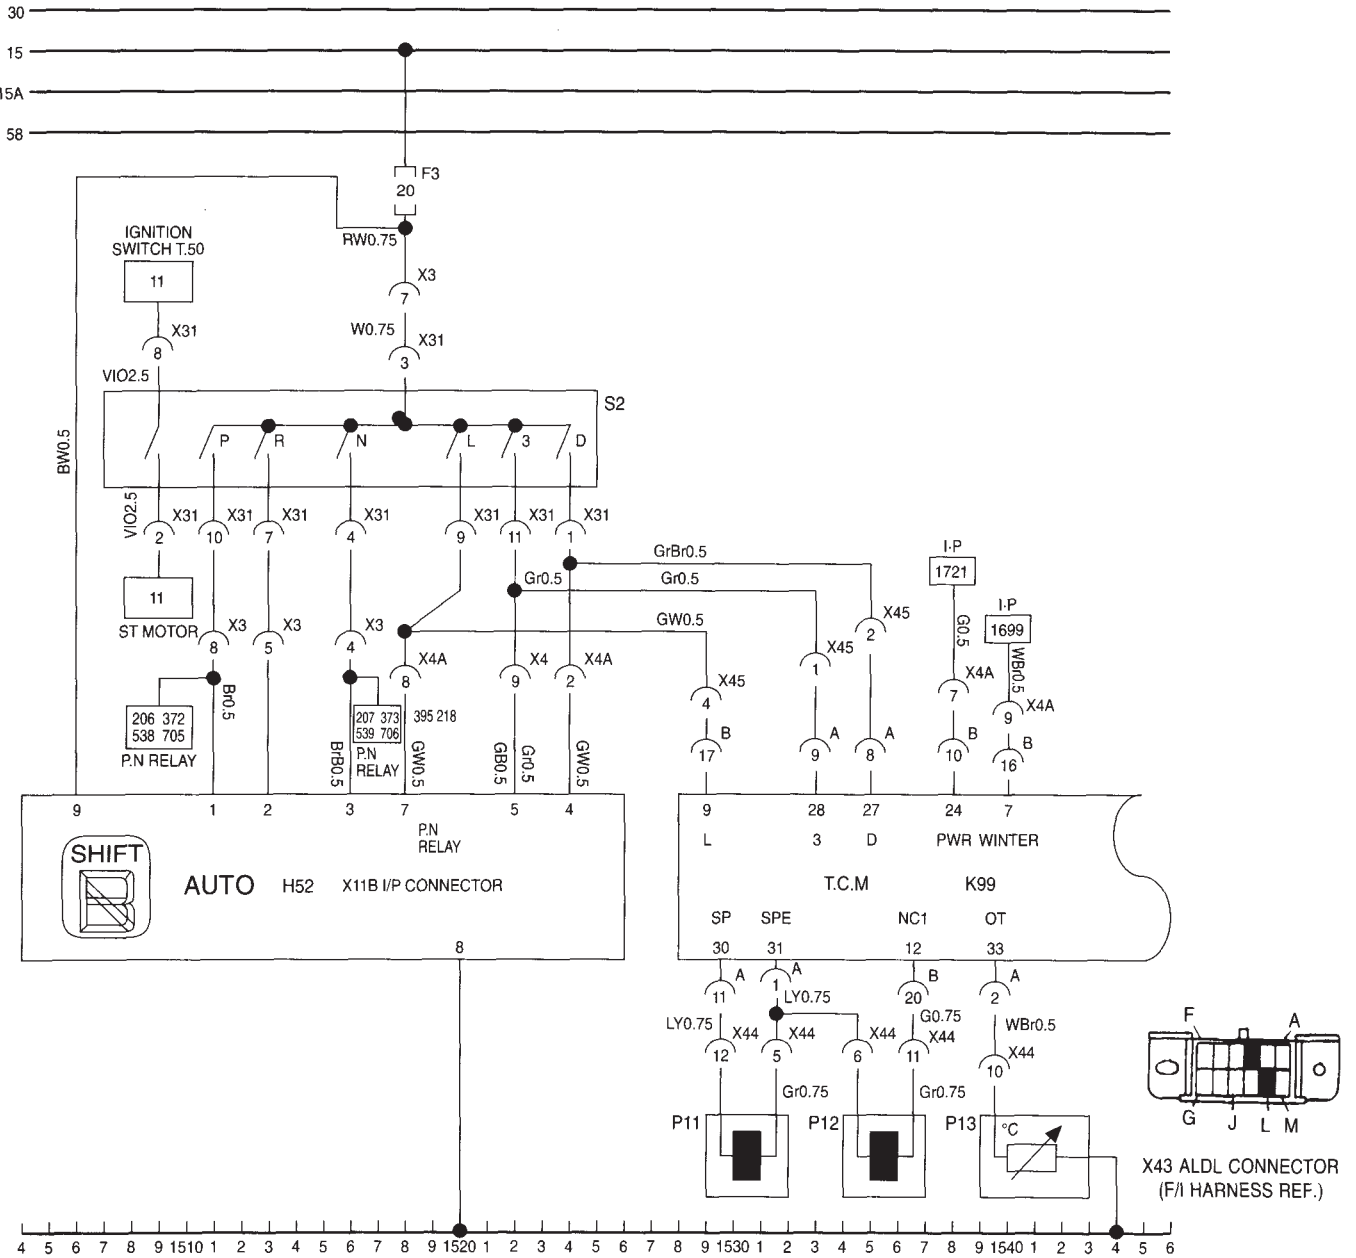 30
15
15A
58
F3
20
RW0.75
IGNITION
SWITCH T.50
11
X3
7
X31
8
W0.75
X31
3
VIO2.5
S2
P R N L 3 D
BW0.5
VIO2.5
X31 X31 X31 X31 X31 X31 X31
2 10 7 4 9 11 1
GrBr0.5
Gr0.5 Gr0.5
I·P
1721
11
ST MOTOR
X3 X3 X3
8 5 4
GW0.5
X45
2
X45
1
G0.5
I·P
1699
WBr0.5
X4A X4 X4A
8 9 2
X45
4
X4A
7
X4A
9
Br0.5
206 372
538 705
P.N RELAY
207 373
539 706
395 218
P.N
RELAY
BrB0.5
GW0.5
GB0.5
Gr0.5
GW0.5
B A A B B
17 9 8 10 16
9 1 2 3 7 5 4
P.N
RELAY
SHIFT
AUTO H52 X11B I/P CONNECTOR
8
9 28 27 24 7
L 3 D PWR WINTER
T.C.M K99
SP SPE NC1 OT
30 31 12 33
A A B A
11 1 20 2
LY0.75
LY0.75 G0.75 WBr0.5
X44 X44 X44 X44 X44
12 5 6 11 10
Gr0.75 Gr0.75
P11 P12 P13
°C
F A
G J L M
X43 ALDL CONNECTOR
(F/I HARNESS REF.)
4 5 6 7 8 9 1510 1 2 3 4 5 6 7 8 9 1520 1 2 3 4 5 6 7 8 9 1530 1 2 3 4 5 6 7 8 9 1540 1 2 3 4 5 6